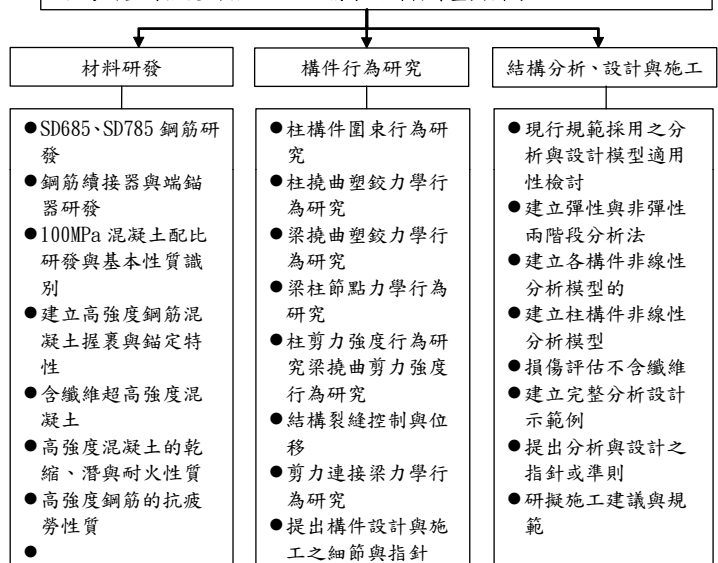 材料研發
●SD685、SD785 鋼筋研
發
●鋼筋續接器與端錨
器研發
●100MPa 混凝土配比
研發與基本性質識
別
●建立高強度鋼筋混
凝土握裹與錨定特
性
●含纖維超高強度混
凝土
●高強度混凝土的乾
縮、潛與耐火性質
●高強度鋼筋的抗疲
勞性質
●
構件行為研究
●柱構件圍束行為研
究
●柱撓曲塑鉸力學行
為研究
●梁撓曲塑鉸力學行
為研究
●梁柱節點力學行為
研究
●柱剪力強度行為研
究梁撓曲剪力強度
行為研究
●結構裂縫控制與位
移
●剪力連接梁力學行
為研究
●提出構件設計與施
工之細節與指針
結構分析、設計與施工
●現行規範採用之分
析與設計模型適用
性檢討
●建立彈性與非彈性
兩階段分析法
●建立各構件非線性
分析模型的
●建立柱構件非線性
分析模型
●損傷評估不含纖維
●建立完整分析設計
示範例
●提出分析與設計之
指針或準則
●研擬施工建議與規
範